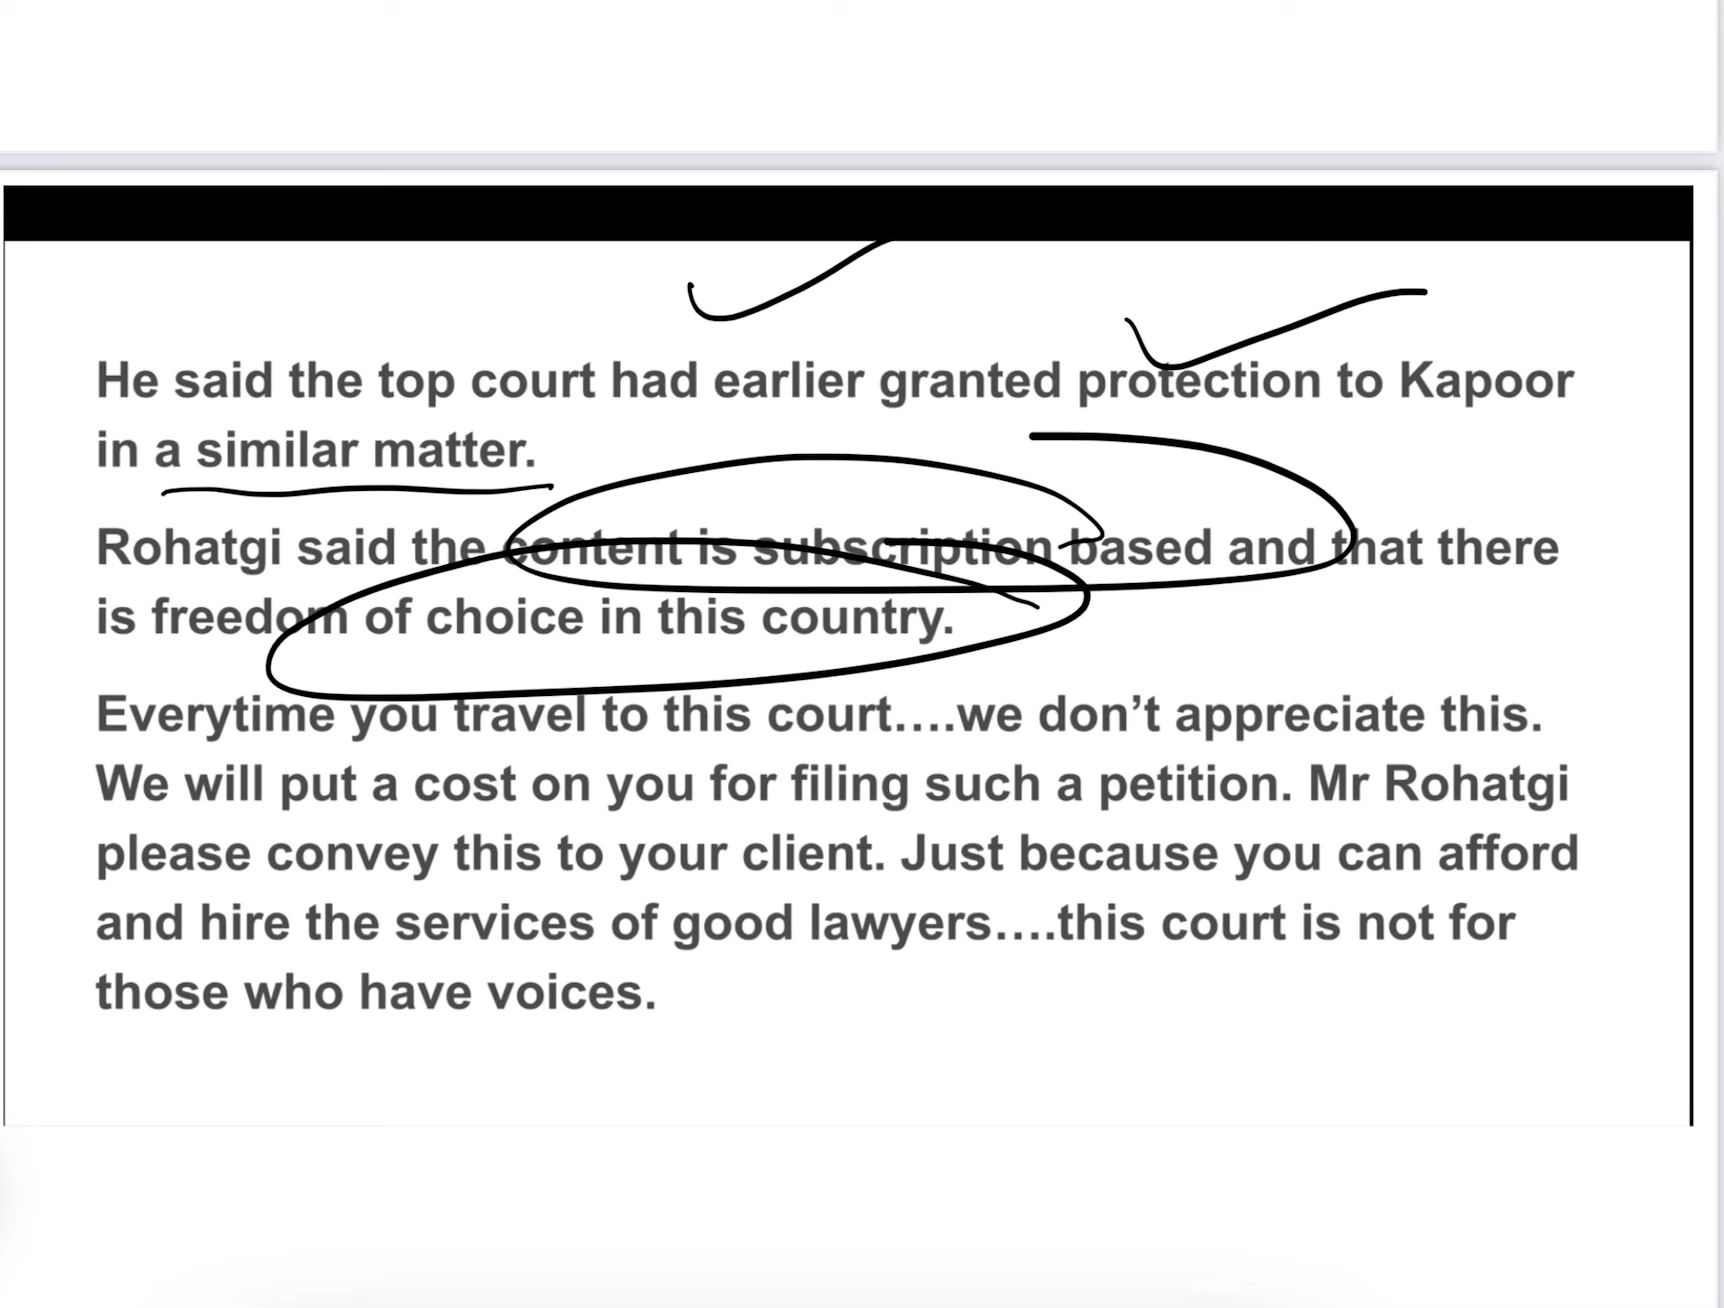 He said the top court had earlier granted protection to Kapoor
in a similar matter.
Rohatgi said the content is subscription based and that there
is freedom of choice in this country.
Everytime you travel to this court....we don’t appreciate this.
We will put a cost on you for filing such a petition. Mr Rohatgi
please convey this to your client. Just because you can afford
and hire the services of good lawyers....this court is not for
those who have voices.